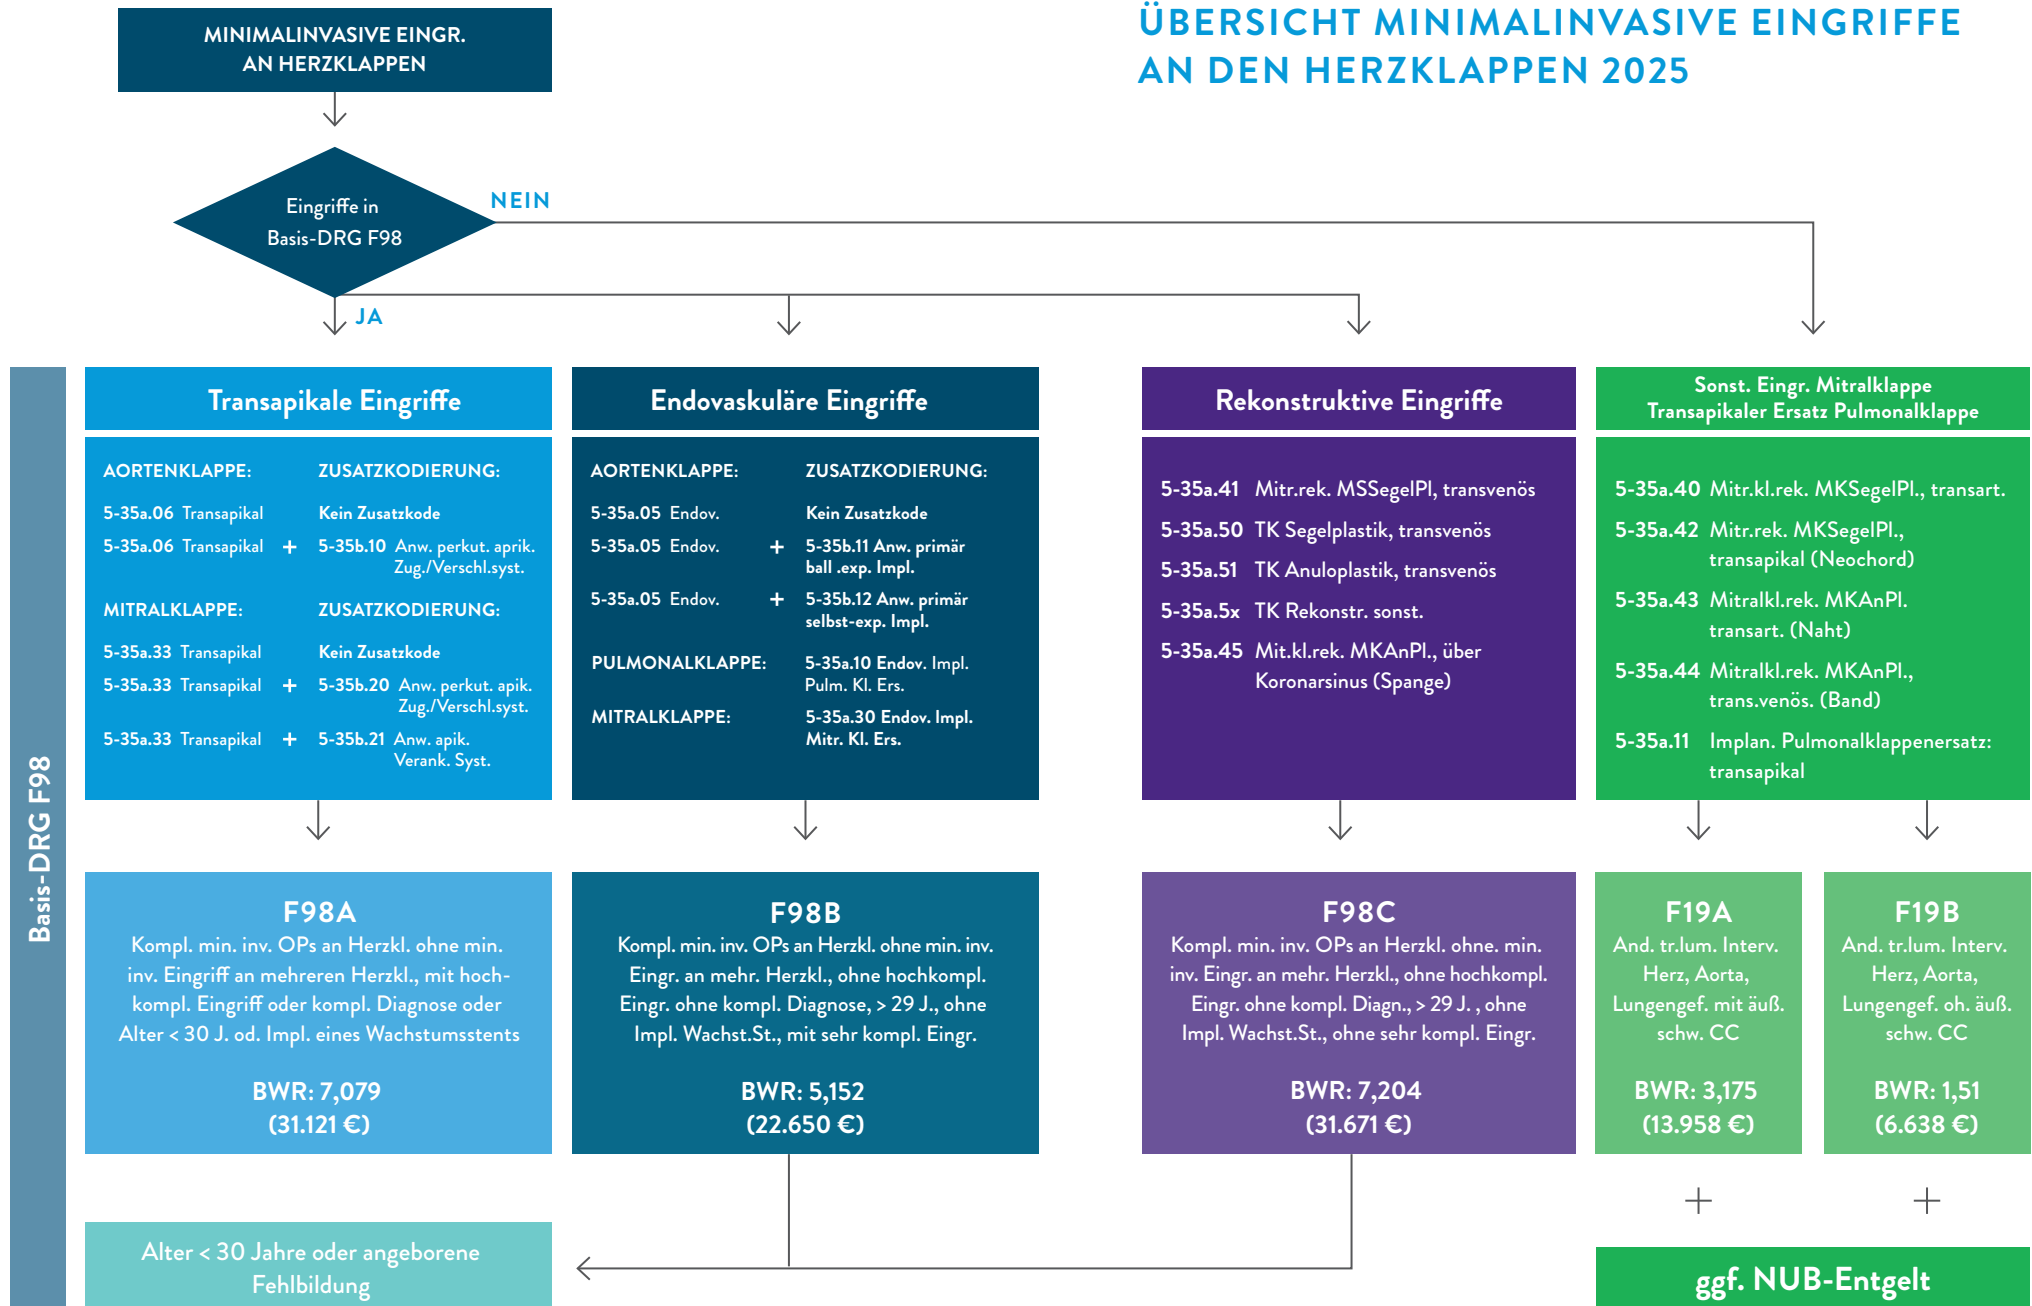 ÜBERSICHT MINIMALINVASIVE EINGRIFFE
AN DEN HERZKLAPPEN 2025
MINIMALINVASIVE EINGR.
AN HERZKLAPPEN
Eingriffe in
Basis-DRG F98
NEIN
JA
Basis-DRG F98
Transapikale Eingriffe
AORTENKLAPPE: ZUSATZKODIERUNG:
5-35a.06 Transapikal Kein Zusatzkode
5-35a.06 Transapikal + 5-35b.10 Anw. perkut. aprik.
Zug./Verschl.syst.
MITRALKLAPPE: ZUSATZKODIERUNG:
5-35a.33 Transapikal Kein Zusatzkode
5-35a.33 Transapikal + 5-35b.20 Anw. perkut. apik.
Zug./Verschl.syst.
5-35a.33 Transapikal + 5-35b.21 Anw. apik.
Verank. Syst.
Endovaskuläre Eingriffe
AORTENKLAPPE: ZUSATZKODIERUNG:
5-35a.05 Endov. Kein Zusatzkode
5-35a.05 Endov. + 5-35b.11 Anw. primär
ball .exp. Impl.
5-35a.05 Endov. + 5-35b.12 Anw. primär
selbst-exp. Impl.
PULMONALKLAPPE: 5-35a.10 Endov. Impl.
Pulm. Kl. Ers.
MITRALKLAPPE: 5-35a.30 Endov. Impl.
Mitr. Kl. Ers.
Rekonstruktive Eingriffe
5-35a.41 Mitr.rek. MSSegelPl, transvenös
5-35a.50 TK Segelplastik, transvenös
5-35a.51 TK Anuloplastik, transvenös
5-35a.5x TK Rekonstr. sonst.
5-35a.45 Mit.kl.rek. MKAnPl., über
Koronarsinus (Spange)
Sonst. Eingr. Mitralklappe
Transapikaler Ersatz Pulmonalklappe
5-35a.40 Mitr.kl.rek. MKSegelPl., transart.
5-35a.42 Mitr.rek. MKSegelPl.,
transapikal (Neochord)
5-35a.43 Mitralkl.rek. MKAnPl.
transart. (Naht)
5-35a.44 Mitralkl.rek. MKAnPl.,
trans.venös. (Band)
5-35a.11 Implan. Pulmonalklappenersatz:
transapikal
F98A
Kompl. min. inv. OPs an Herzkl. ohne min.
inv. Eingriff an mehreren Herzkl., mit hoch-
kompl. Eingriff oder kompl. Diagnose oder
Alter < 30 J. od. Impl. eines Wachstumsstents
BWR: 7,079
(31.121 €)
F98B
Kompl. min. inv. OPs an Herzkl. ohne min. inv.
Eingr. an mehr. Herzkl., ohne hochkompl.
Eingr. ohne kompl. Diagnose, > 29 J., ohne
Impl. Wachst.St., mit sehr kompl. Eingr.
BWR: 5,152
(22.650 €)
F98C
Kompl. min. inv. OPs an Herzkl. ohne. min.
inv. Eingr. an mehr. Herzkl., ohne hochkompl.
Eingr. ohne kompl. Diagn., > 29 J. , ohne
Impl. Wachst.St., ohne sehr kompl. Eingr.
BWR: 7,204
(31.671 €)
F19A
And. tr.lum. Interv.
Herz, Aorta,
Lungengef. mit äuß.
schw. CC
BWR: 3,175
(13.958 €)
F19B
And. tr.lum. Interv.
Herz, Aorta,
Lungengef. oh. äuß.
schw. CC
BWR: 1,51
(6.638 €)
+ +
Alter < 30 Jahre oder angeborene
Fehlbildung
ggf. NUB-Entgelt